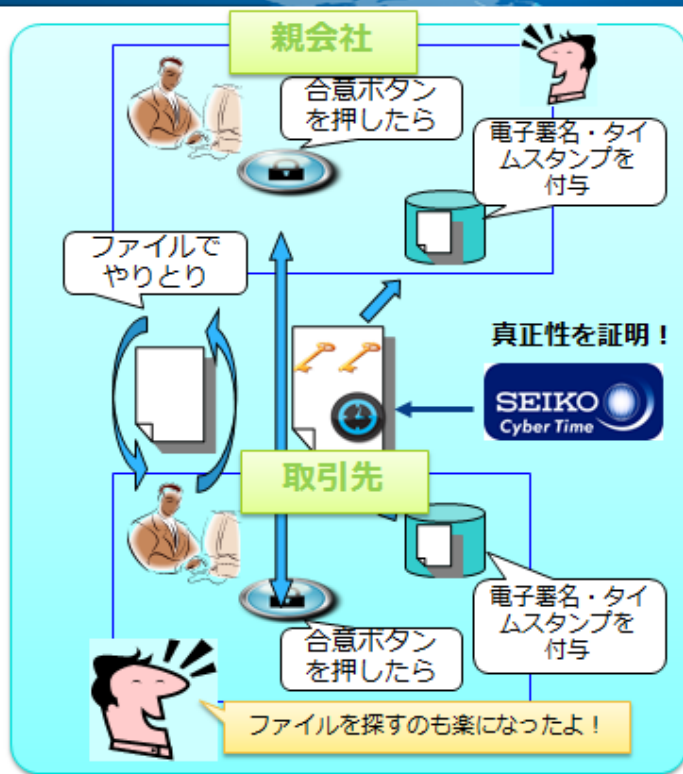 親会社
合意ボタン
を押したら
電子署名・タイ
ムスタンプを
付与
ファイルで
やりとり
真正性を証明！
SEIKO
Cyber Time
取引先
合意ボタン
を押したら
電子署名・タイ
ムスタンプを
付与
ファイルを探すのも楽になったよ！